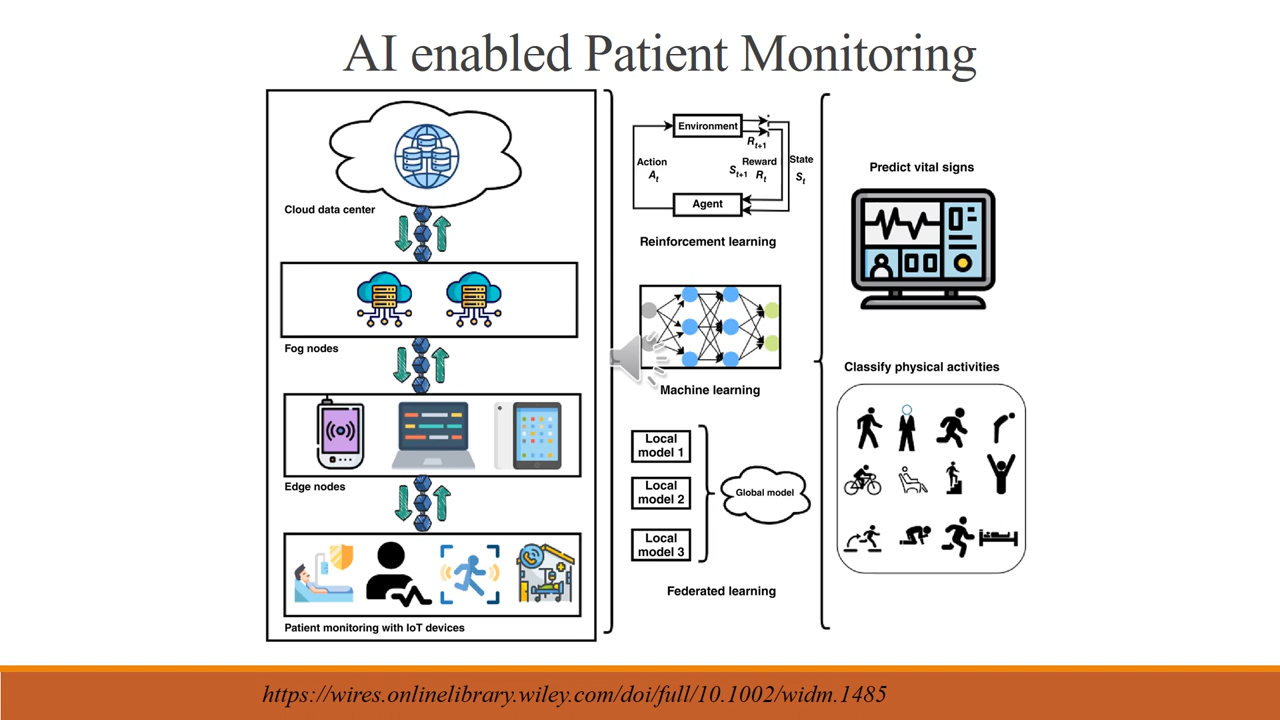 AI enabled Patient Monitoring
Cloud data center
Fog nodes
Edge nodes
Patient monitoring with IoT devices
Environment
R t+1
Action
A t
Reward
S t+1 R t
State
S t
Agent
Reinforcement learning
Machine learning
Local
model 1
Local
model 2
Local
model 3
Global model
Federated learning
Predict vital signs
Classify physical activities
https://wires.onlinelibrary.wiley.com/doi/full/10.1002/widm.1485